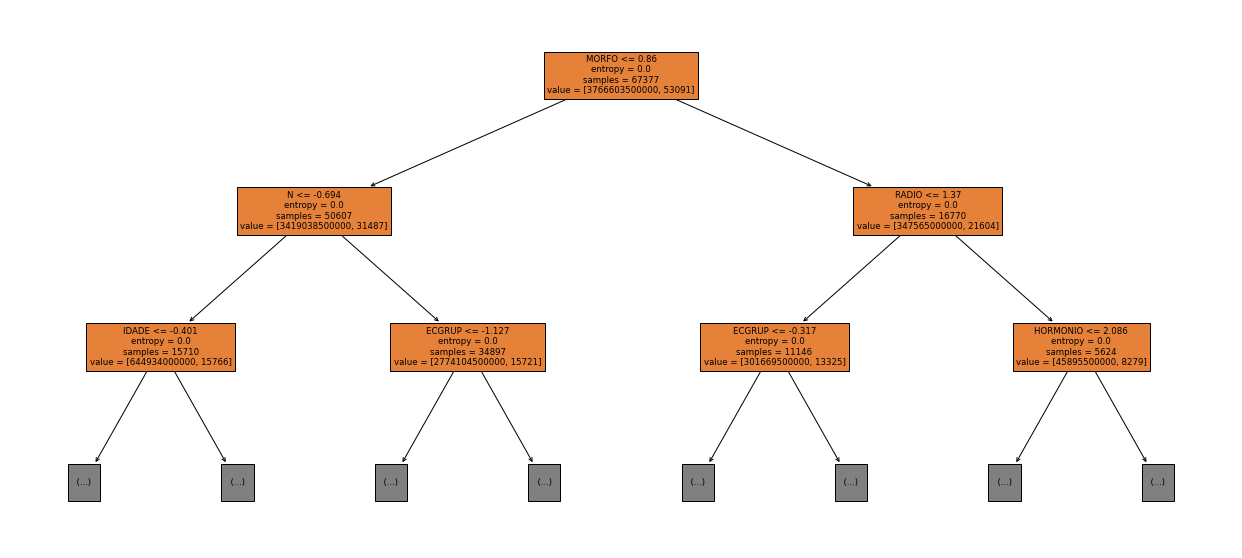 MORFO <= 0.86
entropy = 0.0
samples = 67377
value = [3766603500000, 53091]
N <= -0.694
entropy = 0.0
samples = 50607
value = [3419038500000, 31487]
RADIO <= 1.37
entropy = 0.0
samples = 16770
value = [347565000000, 21604]
IDADE <= -0.401
entropy = 0.0
samples = 15710
value = [644934000000, 15766]
ECGRUP <= -1.127
entropy = 0.0
samples = 34897
value = [2774104500000, 15721]
ECGRUP <= -0.317
entropy = 0.0
samples = 11146
value = [301669500000, 13325]
HORMONIO <= 2.086
entropy = 0.0
samples = 5624
value = [45895500000, 8279]
(...)
(...)
(...)
(...)
(...)
(...)
(...)
(...)